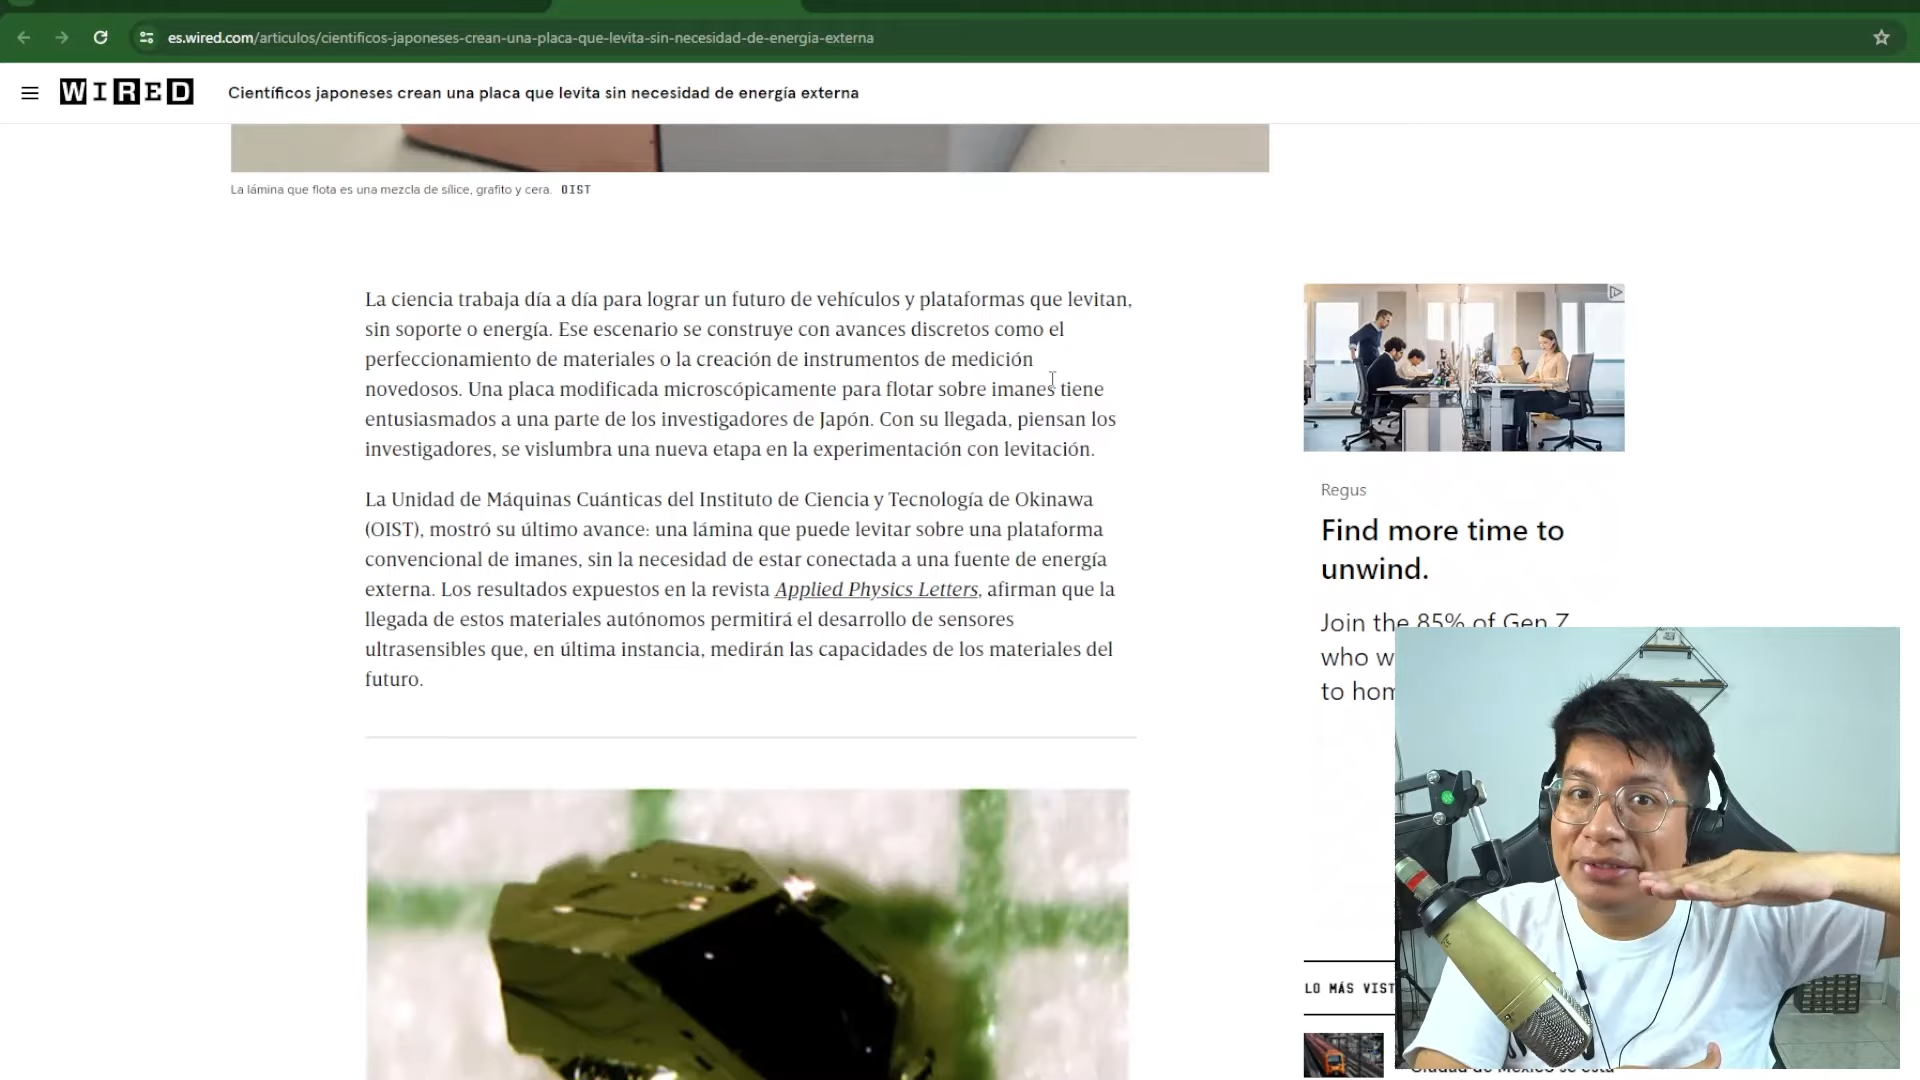 es.wired.com/articulos/cientificos-japoneses-crean-una-placa-que-levita-sin-necesidad-de-energia-externa
WIRED
Científicos japoneses crean una placa que levita sin necesidad de energía externa
La lámina que flota es una mezcla de sílice, grafito y cera. OIST
La ciencia trabaja día a día para lograr un futuro de vehículos y plataformas que levitan,
sin soporte o energía. Ese escenario se construye con avances discretos como el
perfeccionamiento de materiales o la creación de instrumentos de medición
novedosos. Una placa modificada microscópicamente para flotar sobre imanes tiene
entusiasmados a una parte de los investigadores de Japón. Con su llegada, piensan los
investigadores, se vislumbra una nueva etapa en la experimentación con levitación.
La Unidad de Máquinas Cuánticas del Instituto de Ciencia y Tecnología de Okinawa
(OIST), mostró su último avance: una lámina que puede levitar sobre una plataforma
convencional de imanes, sin la necesidad de estar conectada a una fuente de energía
externa. Los resultados expuestos en la revista Applied Physics Letters, afirman que la
llegada de estos materiales autónomos permitirá el desarrollo de sensores
ultrasensibles que, en última instancia, medirán las capacidades de los materiales del
futuro.
Regus
Find more time to
unwind.
Join the 85% of Gen Z
who w
to hom
LO MÁS VIST
Ciudad de México se está